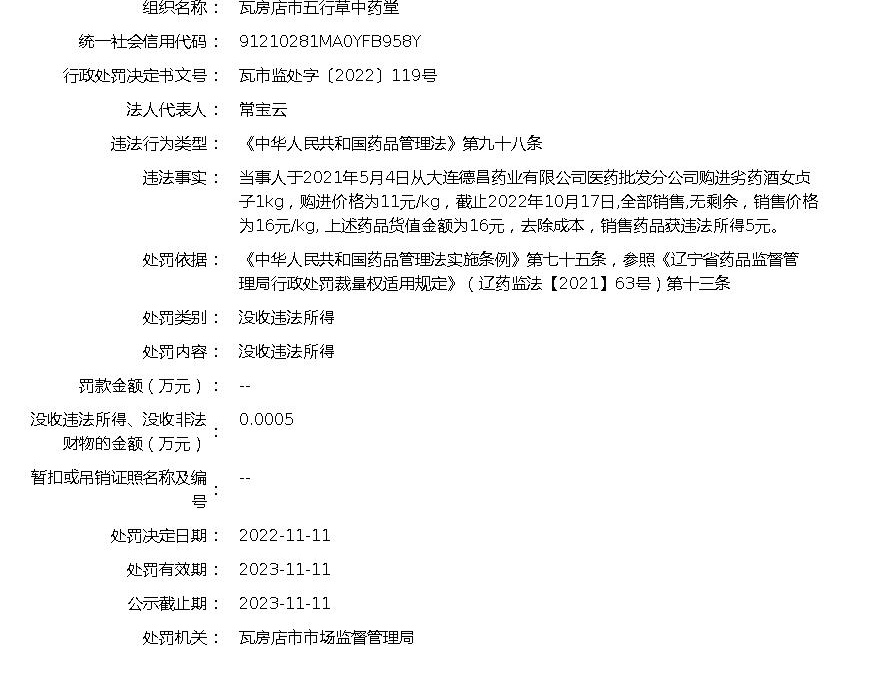 组织名称： 瓦房店市五行草中药堂
统一社会信用代码： 91210281MA0YFB958Y
行政处罚决定书文号： 瓦市监处字〔2022〕119号
法人代表人： 常宝云
违法行为类型： 《中华人民共和国药品管理法》第九十八条
违法事实： 当事人于2021年5月4日从大连德昌药业有限公司医药批发分公司购进劣药酒女贞
子1kg，购进价格为11元/kg，截止2022年10月17日,全部销售,无剩余，销售价格
为16元/kg, 上述药品货值金额为16元，去除成本，销售药品获违法所得5元。
处罚依据： 《中华人民共和国药品管理法实施条例》第七十五条，参照《辽宁省药品监督管
理局行政处罚裁量权适用规定》（辽药监法【2021】63号）第十三条
处罚类别： 没收违法所得
处罚内容： 没收违法所得
罚款金额（万元）： --
没收违法所得、没收非法
财物的金额（万元）： 0.0005
暂扣或吊销证照名称及编
号： --
处罚决定日期： 2022-11-11
处罚有效期： 2023-11-11
公示截止期： 2023-11-11
处罚机关： 瓦房店市市场监督管理局